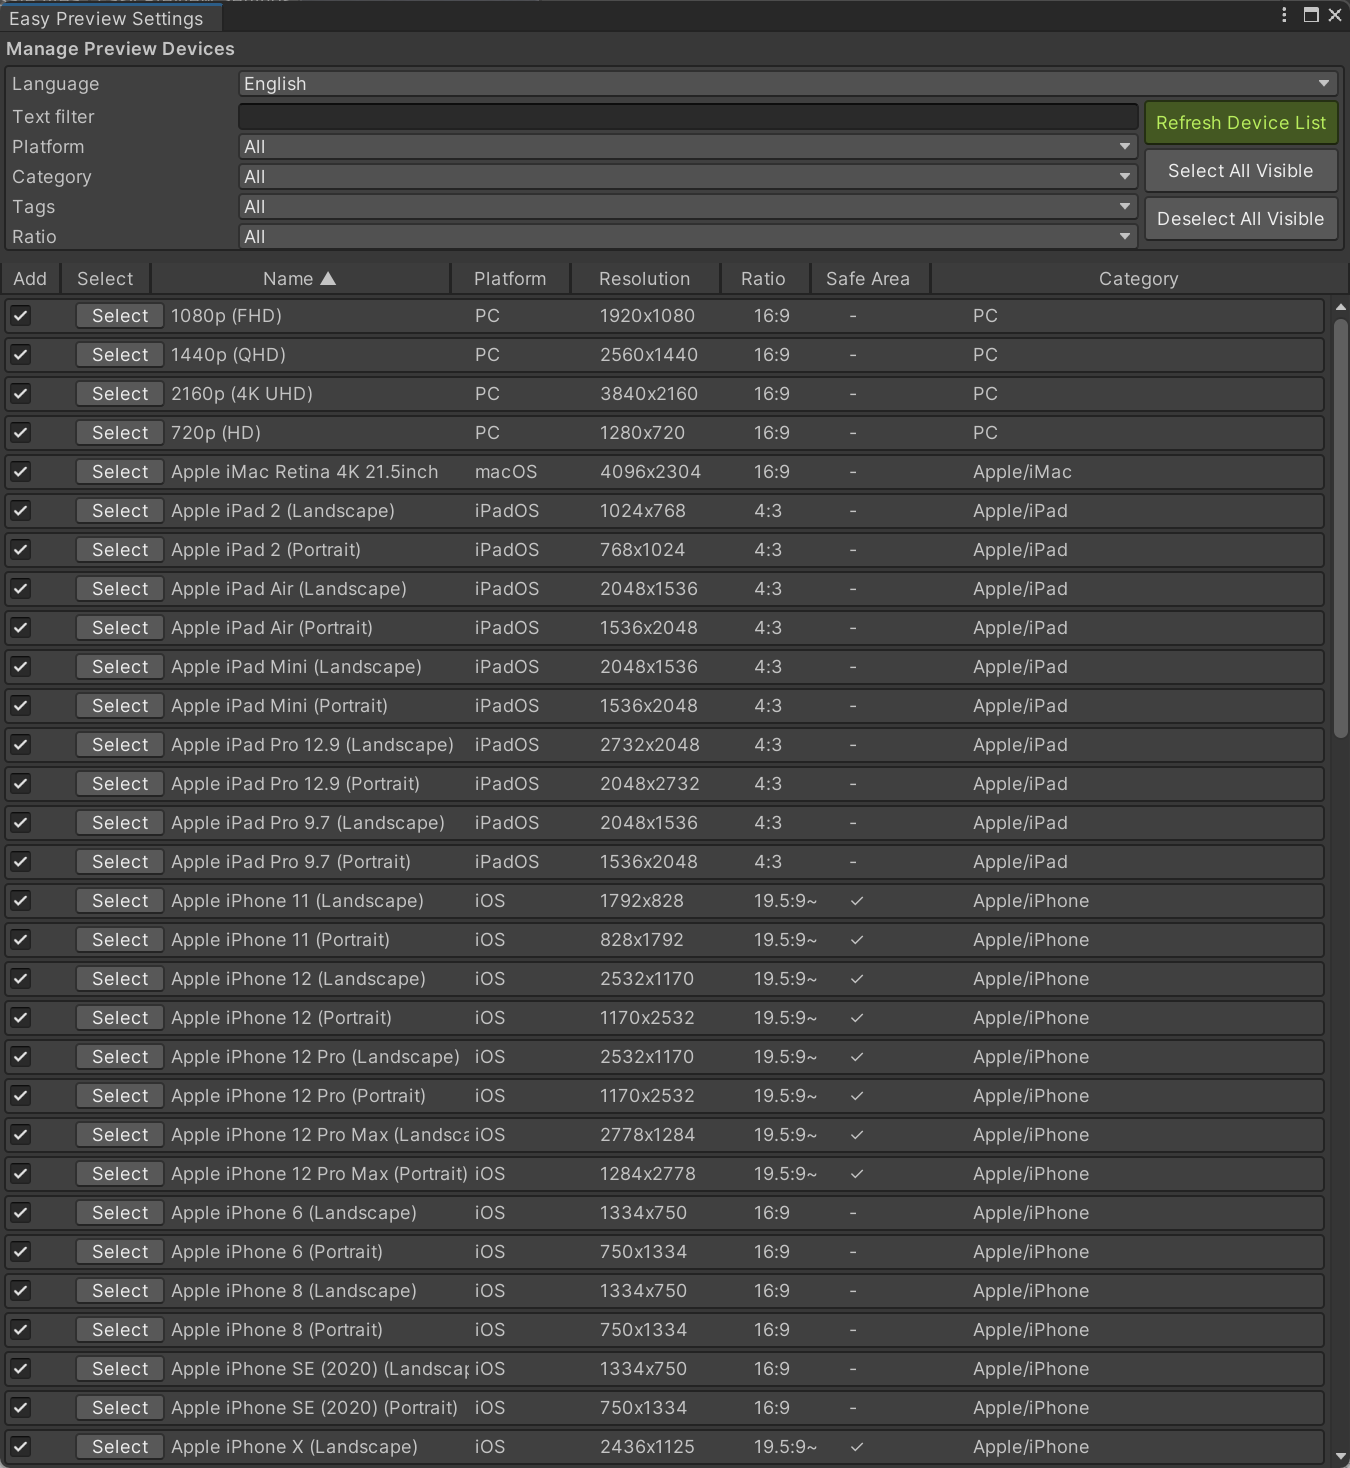 Easy Preview Settings
Manage Preview Devices
Language English
Text filter
Refresh Device List
Platform All
Category All
Select All Visible
Tags All
Deselect All Visible
Ratio All
Add Select Name ▲ Platform Resolution Ratio Safe Area Category
Select 1080p (FHD) PC 1920x1080 16:9 - PC
Select 1440p (QHD) PC 2560x1440 16:9 - PC
Select 2160p (4K UHD) PC 3840x2160 16:9 - PC
Select 720p (HD) PC 1280x720 16:9 - PC
Select Apple iMac Retina 4K 21.5inch macOS 4096x2304 16:9 - Apple/iMac
Select Apple iPad 2 (Landscape) iPadOS 1024x768 4:3 - Apple/iPad
Select Apple iPad 2 (Portrait) iPadOS 768x1024 4:3 - Apple/iPad
Select Apple iPad Air (Landscape) iPadOS 2048x1536 4:3 - Apple/iPad
Select Apple iPad Air (Portrait) iPadOS 1536x2048 4:3 - Apple/iPad
Select Apple iPad Mini (Landscape) iPadOS 2048x1536 4:3 - Apple/iPad
Select Apple iPad Mini (Portrait) iPadOS 1536x2048 4:3 - Apple/iPad
Select Apple iPad Pro 12.9 (Landscape) iPadOS 2732x2048 4:3 - Apple/iPad
Select Apple iPad Pro 12.9 (Portrait) iPadOS 2048x2732 4:3 - Apple/iPad
Select Apple iPad Pro 9.7 (Landscape) iPadOS 2048x1536 4:3 - Apple/iPad
Select Apple iPad Pro 9.7 (Portrait) iPadOS 1536x2048 4:3 - Apple/iPad
Select Apple iPhone 11 (Landscape) iOS 1792x828 19.5:9~ ✓ Apple/iPhone
Select Apple iPhone 11 (Portrait) iOS 828x1792 19.5:9~ ✓ Apple/iPhone
Select Apple iPhone 12 (Landscape) iOS 2532x1170 19.5:9~ ✓ Apple/iPhone
Select Apple iPhone 12 (Portrait) iOS 1170x2532 19.5:9~ ✓ Apple/iPhone
Select Apple iPhone 12 Pro (Landscape) iOS 2532x1170 19.5:9~ ✓ Apple/iPhone
Select Apple iPhone 12 Pro (Portrait) iOS 1170x2532 19.5:9~ ✓ Apple/iPhone
Select Apple iPhone 12 Pro Max (Landsca iOS 2778x1284 19.5:9~ ✓ Apple/iPhone
Select Apple iPhone 12 Pro Max (Portrait) iOS 1284x2778 19.5:9~ ✓ Apple/iPhone
Select Apple iPhone 6 (Landscape) iOS 1334x750 16:9 - Apple/iPhone
Select Apple iPhone 6 (Portrait) iOS 750x1334 16:9 - Apple/iPhone
Select Apple iPhone 8 (Landscape) iOS 1334x750 16:9 - Apple/iPhone
Select Apple iPhone 8 (Portrait) iOS 750x1334 16:9 - Apple/iPhone
Select Apple iPhone SE (2020) (Landscap iOS 1334x750 16:9 - Apple/iPhone
Select Apple iPhone SE (2020) (Portrait) iOS 750x1334 16:9 - Apple/iPhone
Select Apple iPhone X (Landscape) iOS 2436x1125 19.5:9~ ✓ Apple/iPhone